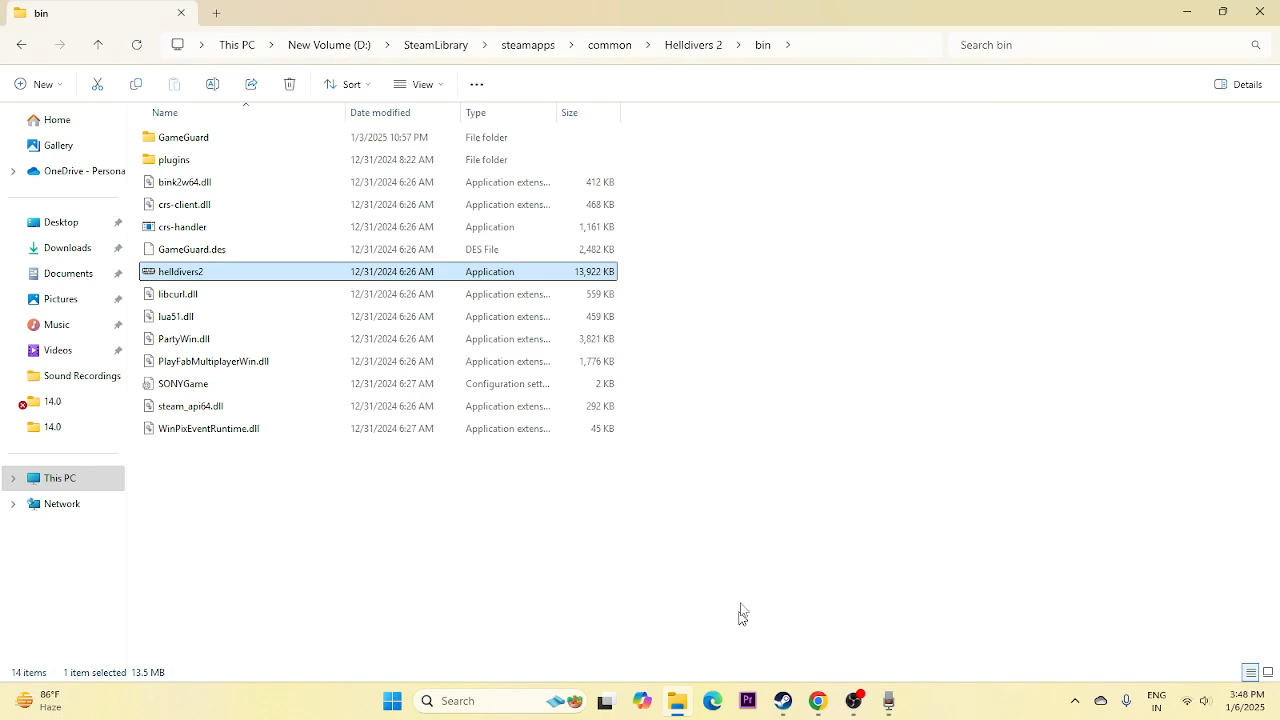 bin
This PC > New Volume (D:) > SteamLibrary > steamapps > common > Helldivers 2 > bin >
Search bin
New Sort View Details
Name Date modified Type Size
GameGuard 1/3/2025 10:57 PM File folder
plugins 12/31/2024 8:22 AM File folder
bink2w64.dll 12/31/2024 6:26 AM Application extens... 412 KB
crs-client.dll 12/31/2024 6:26 AM Application extens... 468 KB
crs-handler 12/31/2024 6:26 AM Application 1,161 KB
GameGuard.des 12/31/2024 6:26 AM DES File 2,482 KB
helldivers2 12/31/2024 6:26 AM Application 13,922 KB
libcurl.dll 12/31/2024 6:26 AM Application extens... 559 KB
lua51.dll 12/31/2024 6:26 AM Application extens... 459 KB
PartyWin.dll 12/31/2024 6:26 AM Application extens... 3,821 KB
PlayFabMultiplayerWin.dll 12/31/2024 6:26 AM Application extens... 1,776 KB
SONYGame 12/31/2024 6:27 AM Configuration sett... 2 KB
steam_api64.dll 12/31/2024 6:26 AM Application extens... 292 KB
WinPixEventRuntime.dll 12/31/2024 6:27 AM Application extens... 45 KB
Home
Gallery
OneDrive - Persona
Desktop
Downloads
Documents
Pictures
Music
Videos
Sound Recordings
14.0
14.0
This PC
Network
14 items 1 item selected 13.5 MB
86°F
Haze
Search
Pr
ENG
IN
3:48 PM
1/6/2025